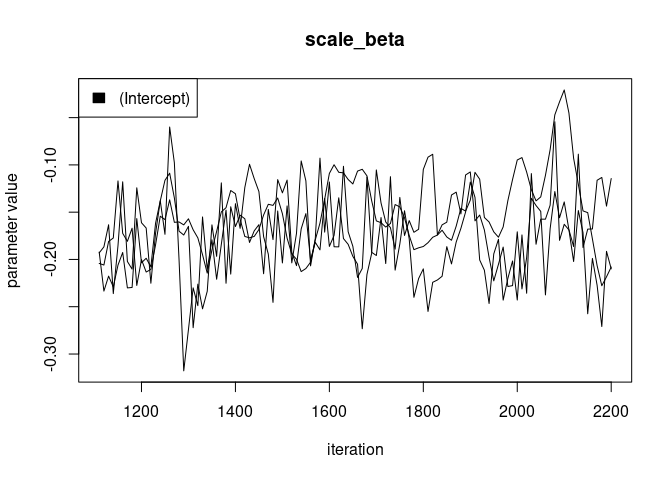 scale_beta
(Intercept)
parameter value
-0.10
-0.20
-0.30
1200 1400 1600 1800 2000 2200
iteration